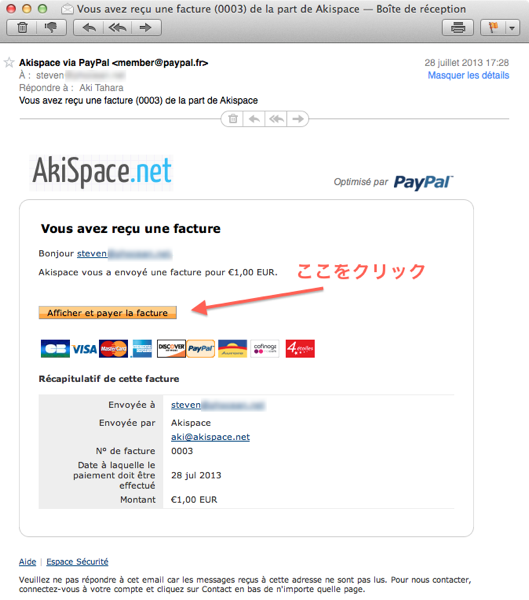 Vous avez reçu une facture (0003) de la part de Akispace — Boîte de réception
Akispace via PayPal <member@paypal.fr>
28 juillet 2013 17:28
À : steven
Masquer les détails
Répondre à : Aki Tahara
Vous avez reçu une facture (0003) de la part de Akispace
AkiSpace.net
Optimisé par PayPal™
Vous avez reçu une facture
Bonjour steven
Akispace vous a envoyé une facture pour €1,00 EUR.
ここをクリック
Afficher et payer la facture
CB VISA MasterCard DISCOVER PayPal Aurore cofinoga 4 étoiles
Récapitulatif de cette facture
Envoyée à steven
Envoyée par Akispace
aki@akispace.net
Nº de facture 0003
Date à laquelle le
paiement doit être 28 jul 2013
effectué
Montant €1,00 EUR
Aide | Espace Sécurité
Veuillez ne pas répondre à cet email car les messages reçus à cette adresse ne sont pas lus. Pour nous contacter,
connectez-vous à votre compte et cliquez sur Contact en bas de n'importe quelle page.